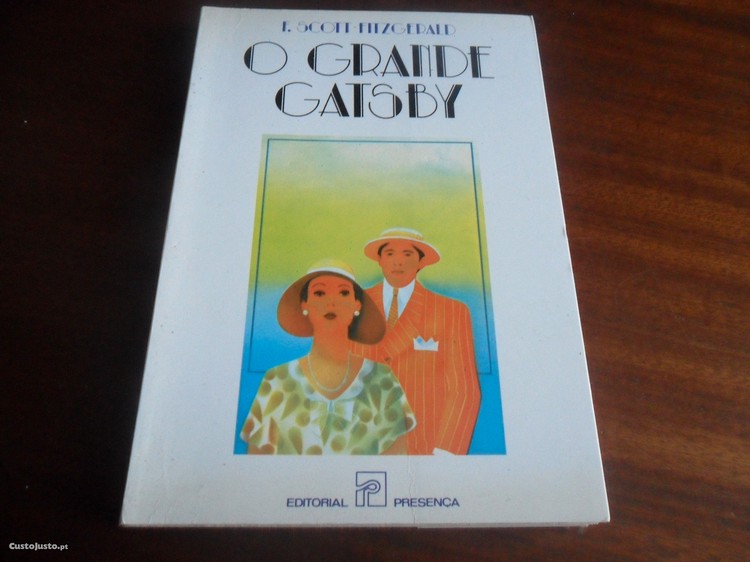 F. SCOTT FITZGERALD
O GRANDE
GATSBY
EDITORIAL PRESENÇA
CustoJusto.pt